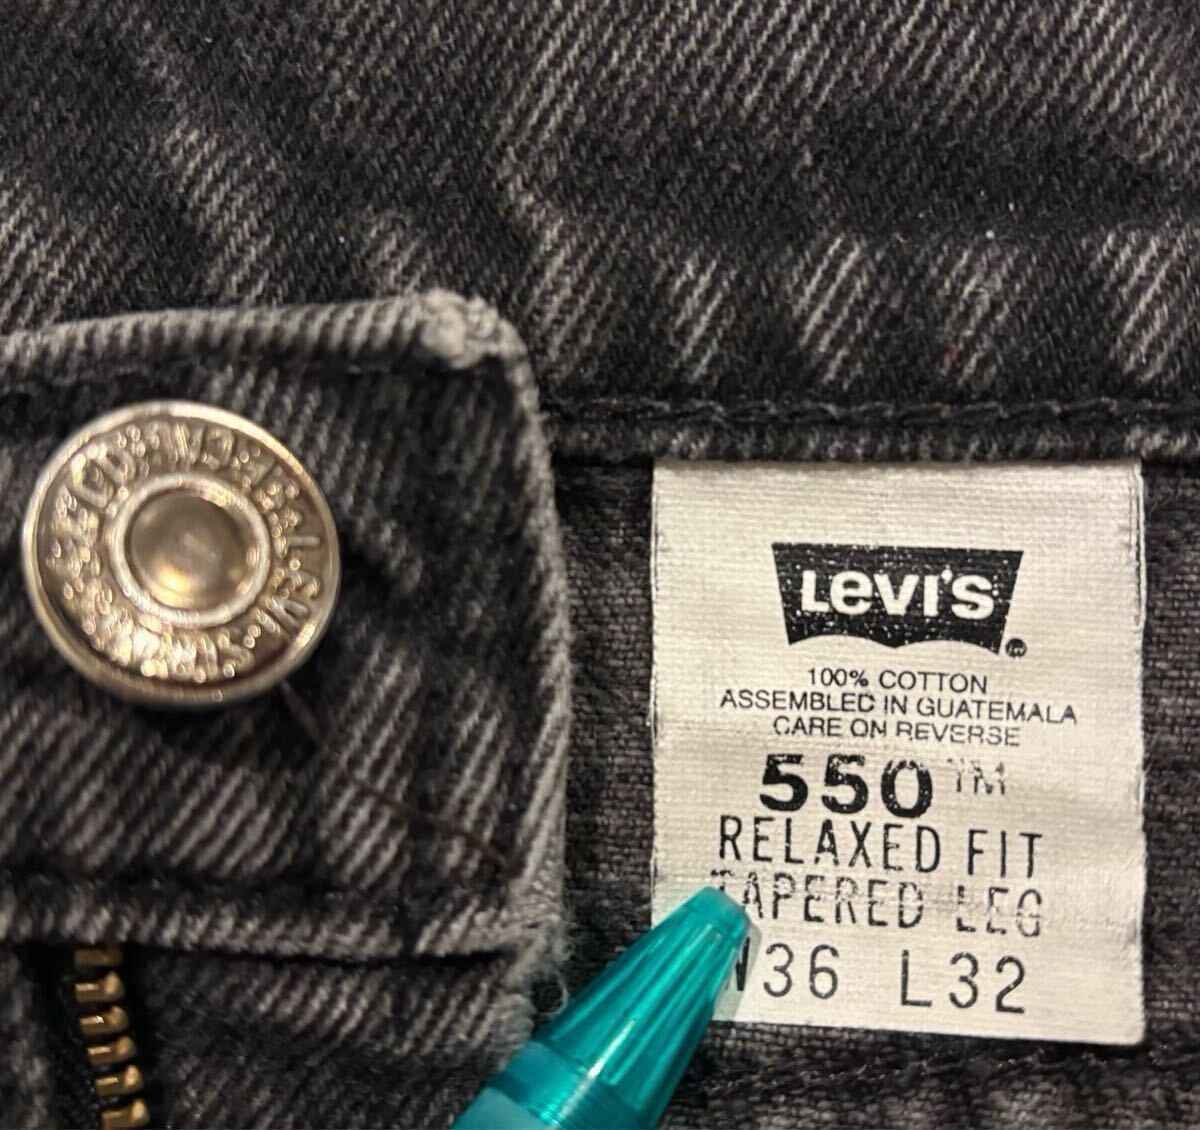 LEVI'S
®
100% COTTON
ASSEMBLED IN GUATEMALA
CARE ON REVERSE
550™
RELAXED FIT
TAPERED LEG
W36 L32